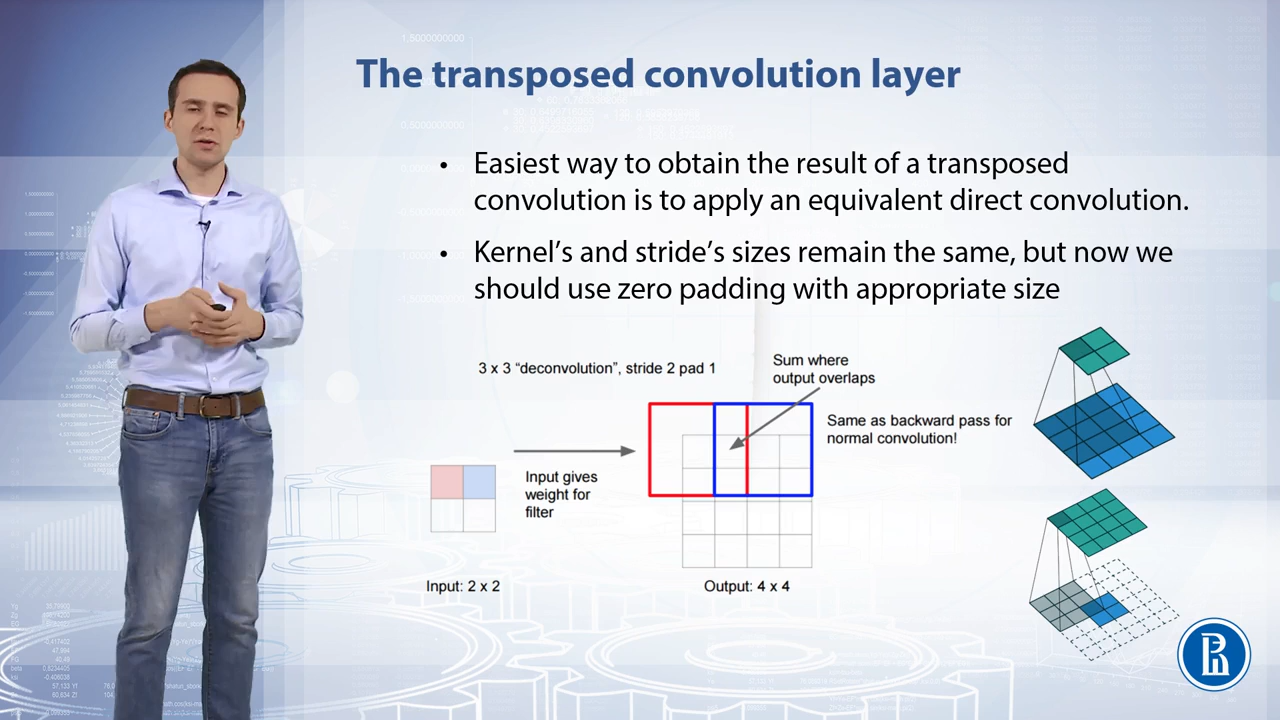 The transposed convolution layer
• Easiest way to obtain the result of a transposed
convolution is to apply an equivalent direct convolution.
• Kernel’s and stride’s sizes remain the same, but now we
should use zero padding with appropriate size
3 x 3 “deconvolution”, stride 2 pad 1
Sum where
output overlaps
Same as backward pass for
normal convolution!
Input gives
weight for
filter
Input: 2 x 2
Output: 4 x 4